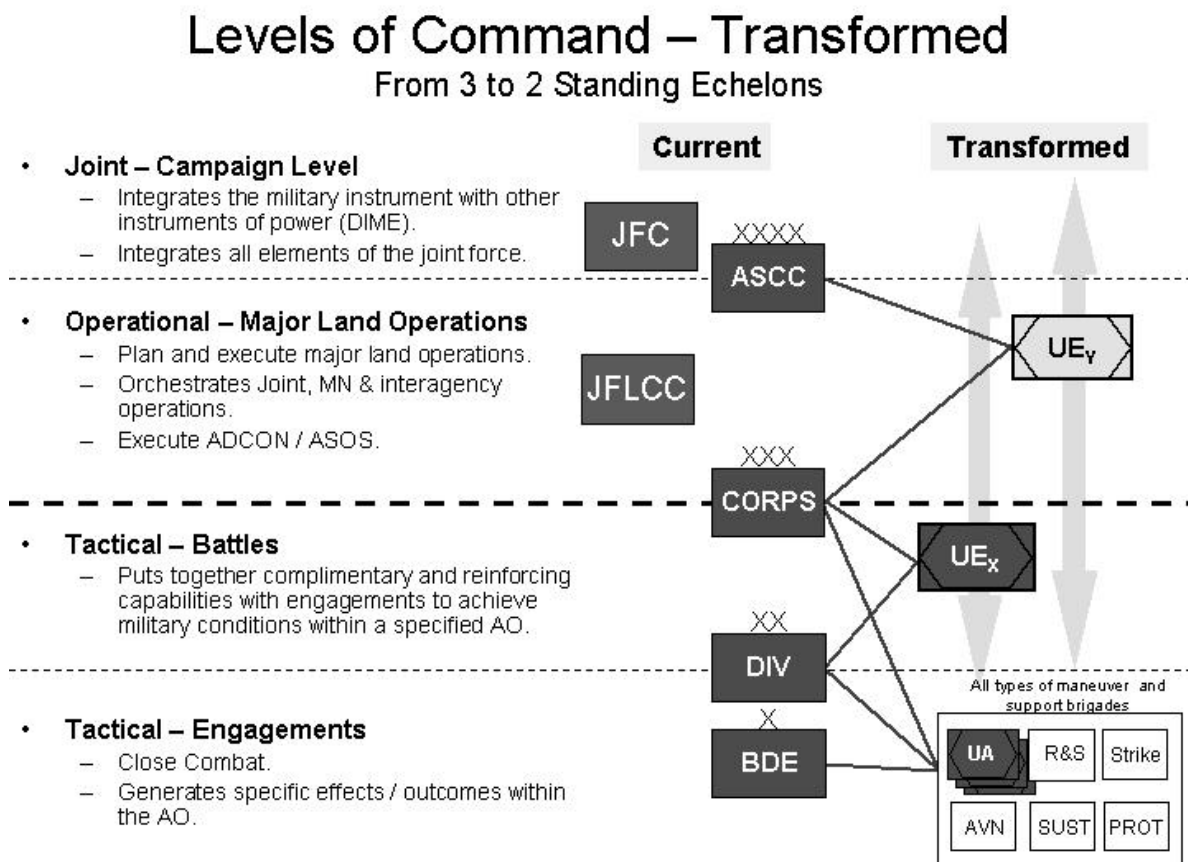 Levels of Command – Transformed
From 3 to 2 Standing Echelons
Current
Transformed
• Joint – Campaign Level
– Integrates the military instrument with other
instruments of power (DIME).
– Integrates all elements of the joint force.
JFC
XXXX
ASCC
• Operational – Major Land Operations
– Plan and execute major land operations.
– Orchestrates Joint, MN & interagency
operations.
– Execute ADCON / ASOS.
JFLCC
UEY
XXX
CORPS
• Tactical – Battles
– Puts together complimentary and reinforcing
capabilities with engagements to achieve
military conditions within a specified AO.
UEX
XX
DIV
• Tactical – Engagements
– Close Combat.
– Generates specific effects / outcomes within
the AO.
X
BDE
All types of maneuver and
support brigades
UA
R&S
Strike
AVN
SUST
PROT